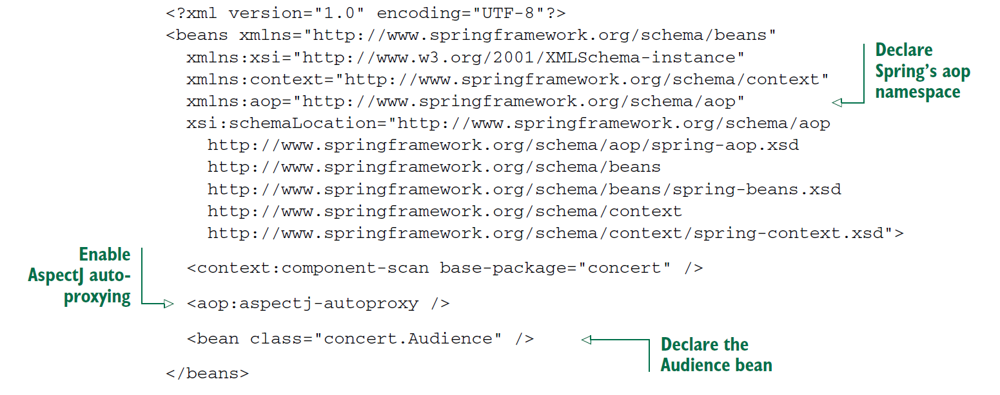 <?xml version="1.0" encoding="UTF-8"?>
<beans xmlns="http://www.springframework.org/schema/beans"
xmlns:xsi="http://www.w3.org/2001/XMLSchema-instance"
xmlns:context="http://www.springframework.org/schema/context"
xmlns:aop="http://www.springframework.org/schema/aop"
Declare
Spring’s aop
namespace
xsi:schemaLocation="http://www.springframework.org/schema/aop
http://www.springframework.org/schema/aop/spring-aop.xsd
http://www.springframework.org/schema/beans
http://www.springframework.org/schema/beans/spring-beans.xsd
http://www.springframework.org/schema/context
http://www.springframework.org/schema/context/spring-context.xsd">
<context:component-scan base-package="concert" />
Enable
AspectJ auto-
proxying
<aop:aspectj-autoproxy />
<bean class="concert.Audience" />
Declare the
Audience bean
</beans>